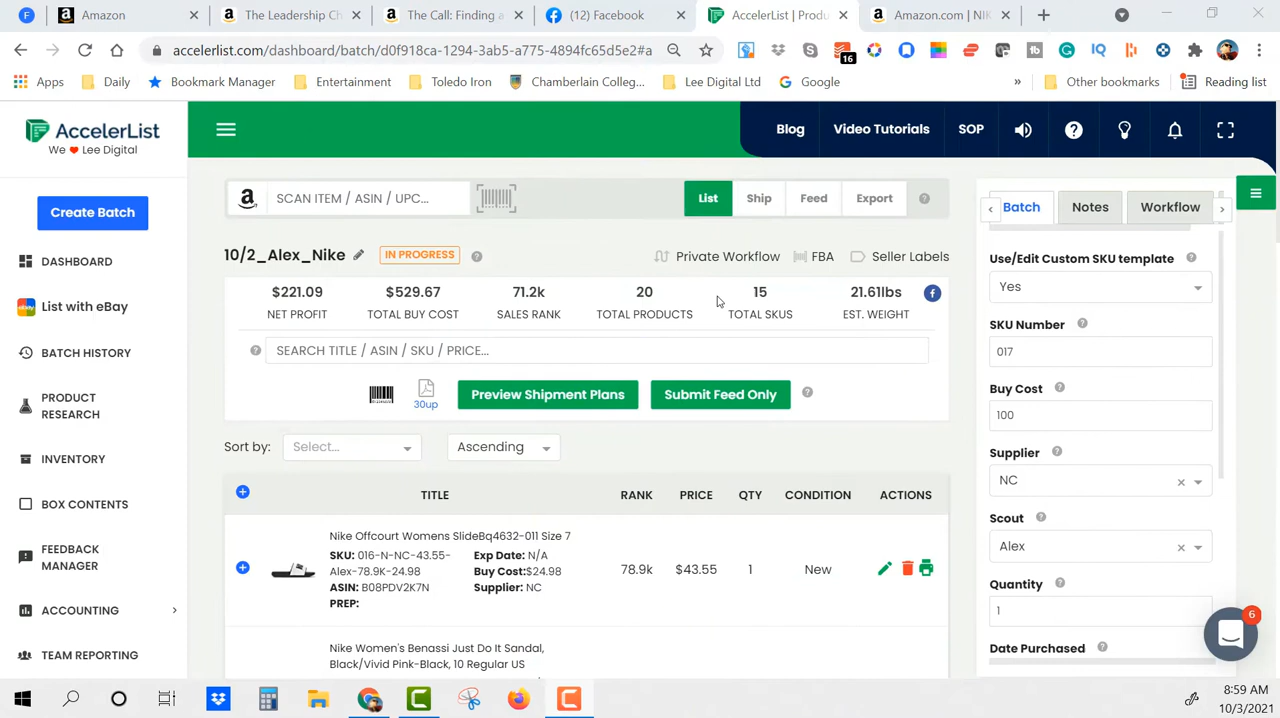 Amazon
The Leadership Ch
The Call: Finding a
(12) Facebook
AccelerList | Produ
Amazon.com | NIK
accelerlist.com/dashboard/batch/d0f918ca-1294-3ab5-a775-4894fc65d5e2#a
16
Apps
Daily
Bookmark Manager
Entertainment
Toledo Iron
Chamberlain Colleg...
Lee Digital Ltd
Google
»
Other bookmarks
Reading list
AccelerList
We ❤ Lee Digital
Blog
Video Tutorials
SOP
Create Batch
DASHBOARD
List with eBay
BATCH HISTORY
PRODUCT
RESEARCH
INVENTORY
BOX CONTENTS
FEEDBACK
MANAGER
ACCOUNTING
TEAM REPORTING
SCAN ITEM / ASIN / UPC...
List
Ship
Feed
Export
10/2_Alex_Nike
IN PROGRESS
Private Workflow
FBA
Seller Labels
$221.09
NET PROFIT
$529.67
TOTAL BUY COST
71.2k
SALES RANK
20
TOTAL PRODUCTS
15
TOTAL SKUS
21.61lbs
EST. WEIGHT
SEARCH TITLE / ASIN / SKU / PRICE...
30up
Preview Shipment Plans
Submit Feed Only
Sort by:
Select...
Ascending
TITLE
RANK
PRICE
QTY
CONDITION
ACTIONS
Nike Offcourt Womens SlideBq4632-011 Size 7
SKU: 016-N-NC-43.55-
Alex-78.9K-24.98
ASIN: B08PDV2K7N
PREP:
Exp Date: N/A
Buy Cost:$24.98
Supplier: NC
78.9k
$43.55
1
New
Nike Women's Benassi Just Do It Sandal,
Black/Vivid Pink-Black, 10 Regular US
Batch
Notes
Workflow
Use/Edit Custom SKU template
Yes
SKU Number
017
Buy Cost
100
Supplier
NC
Scout
Alex
Quantity
1
Date Purchased
6
8:59 AM
10/3/2021